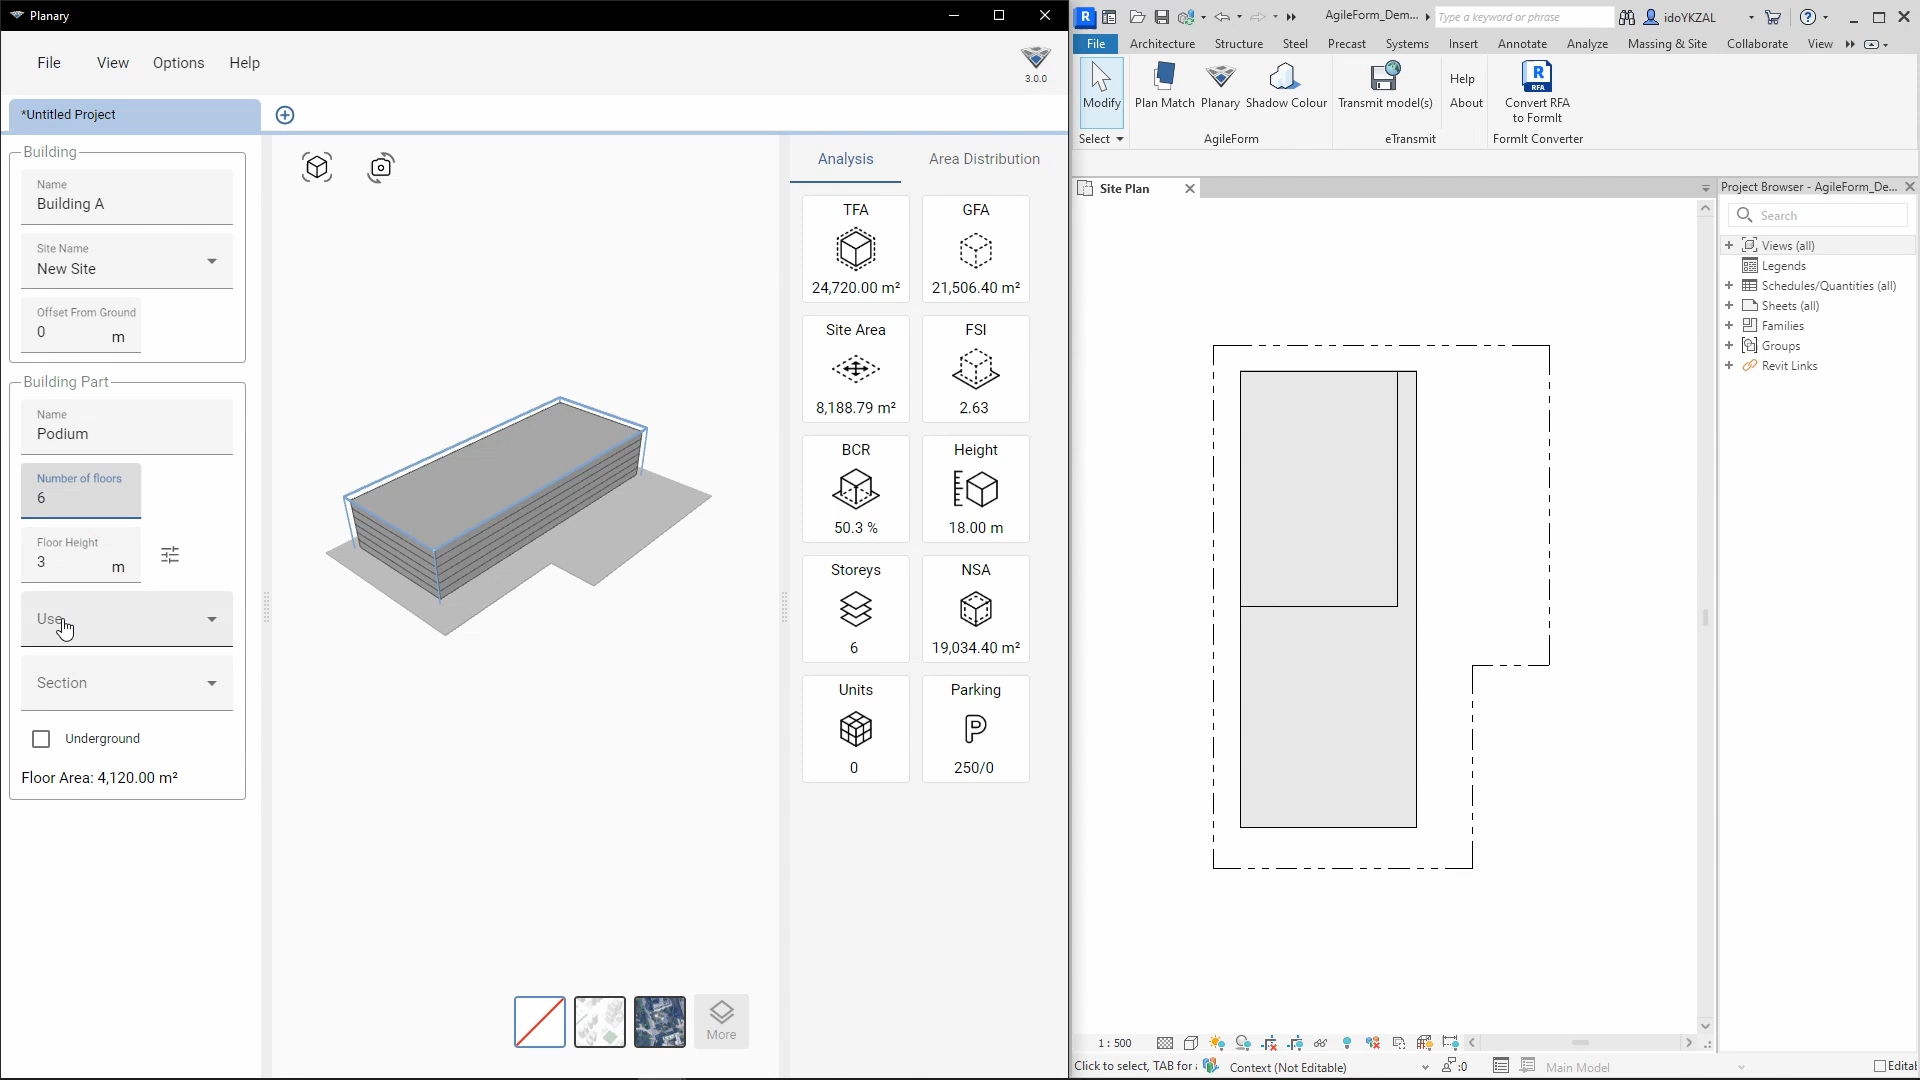 Planary
File View Options Help
3.0.0
*Untitled Project
Building
Name
Building A
Site Name
New Site
Offset From Ground
0 m
Building Part
Name
Podium
Number of floors
6
Floor Height
3 m
Use
Section
Underground
Floor Area: 4,120.00 m²
More
Analysis Area Distribution
TFA GFA
24,720.00 m² 21,506.40 m²
Site Area FSI
8,188.79 m² 2.63
BCR Height
50.3 % 18.00 m
Storeys NSA
6 19,034.40 m²
Units Parking
P
0 250/0
R AgileForm_Dem... Type a keyword or phrase idoYKZAL
File Architecture Structure Steel Precast Systems Insert Annotate Analyze Massing & Site Collaborate View
R
RFA
Help
Modify Plan Match Planary Shadow Colour Transmit model(s) About Convert RFA
to FormIt
Select AgileForm eTransmit FormIt Converter
Site Plan
Project Browser - AgileForm_De...
Search
Views (all)
Legends
Schedules/Quantities (all)
Sheets (all)
Families
Groups
Revit Links
1 : 500
Click to select, TAB for Context (Not Editable) :0 Main Model Editab